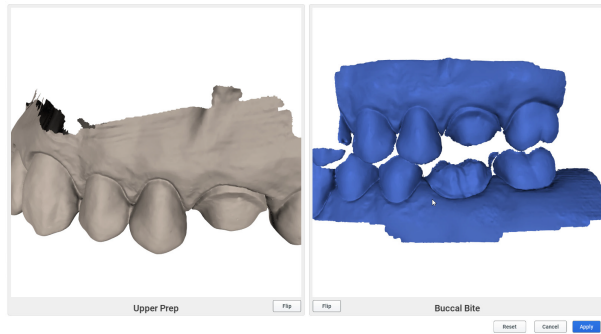 Upper Prep
Flip
Flip
Buccal Bite
Reset
Cancel
Apply